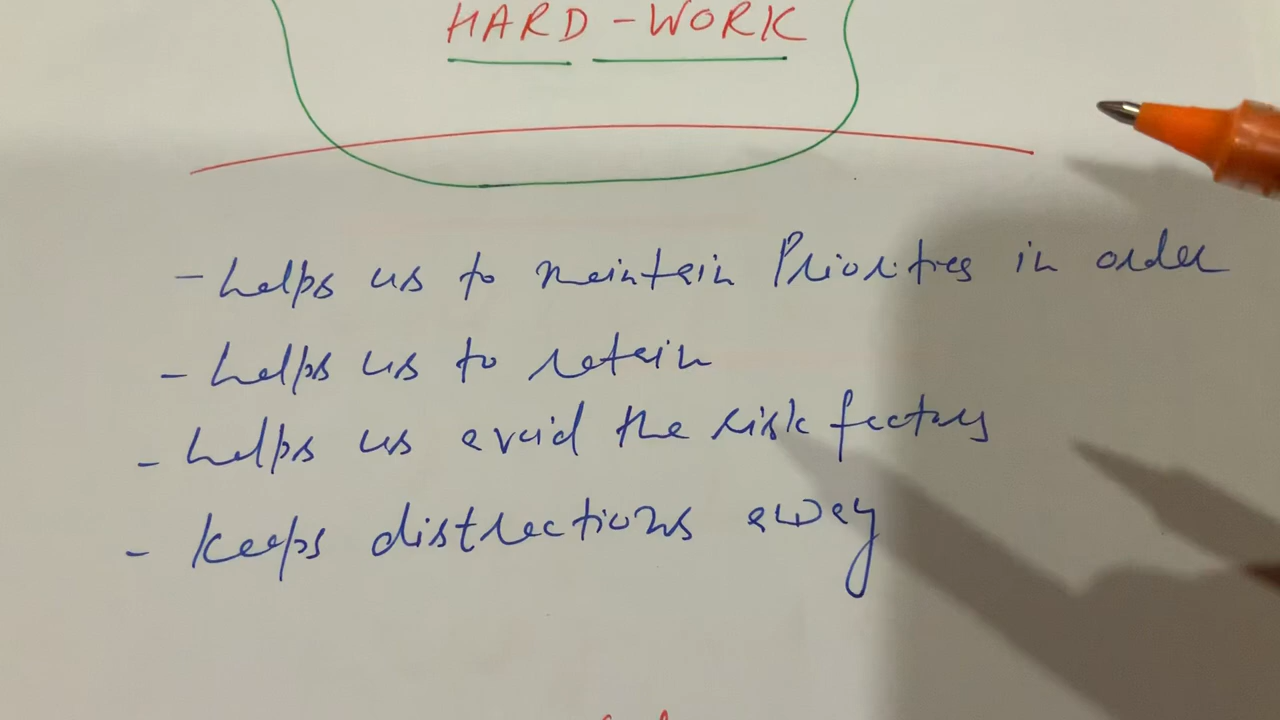 HARD-WORK
- helps us to maintain Priorities in order
- helps us to retain
- helps us avoid the risk factors
- keeps distractions away